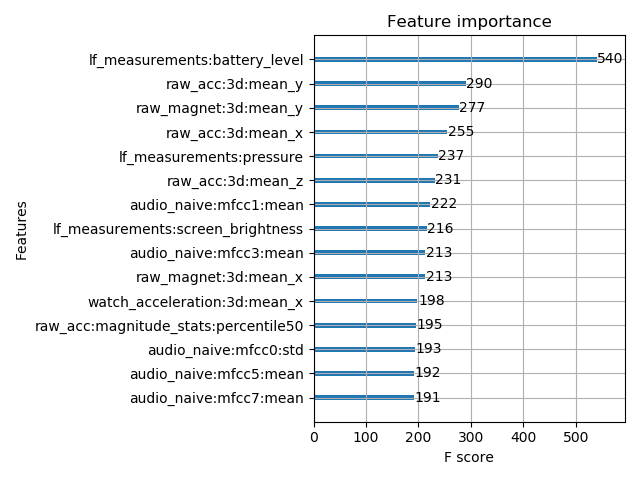 Feature importance
lf_measurements:battery_level 540
raw_acc:3d:mean_y 290
raw_magnet:3d:mean_y 277
raw_acc:3d:mean_x 255
lf_measurements:pressure 237
raw_acc:3d:mean_z 231
audio_naive:mfcc1:mean 222
lf_measurements:screen_brightness 216
audio_naive:mfcc3:mean 213
raw_magnet:3d:mean_x 213
watch_acceleration:3d:mean_x 198
raw_acc:magnitude_stats:percentile50 195
audio_naive:mfcc0:std 193
audio_naive:mfcc5:mean 192
audio_naive:mfcc7:mean 191
Features
0 100 200 300 400 500
F score